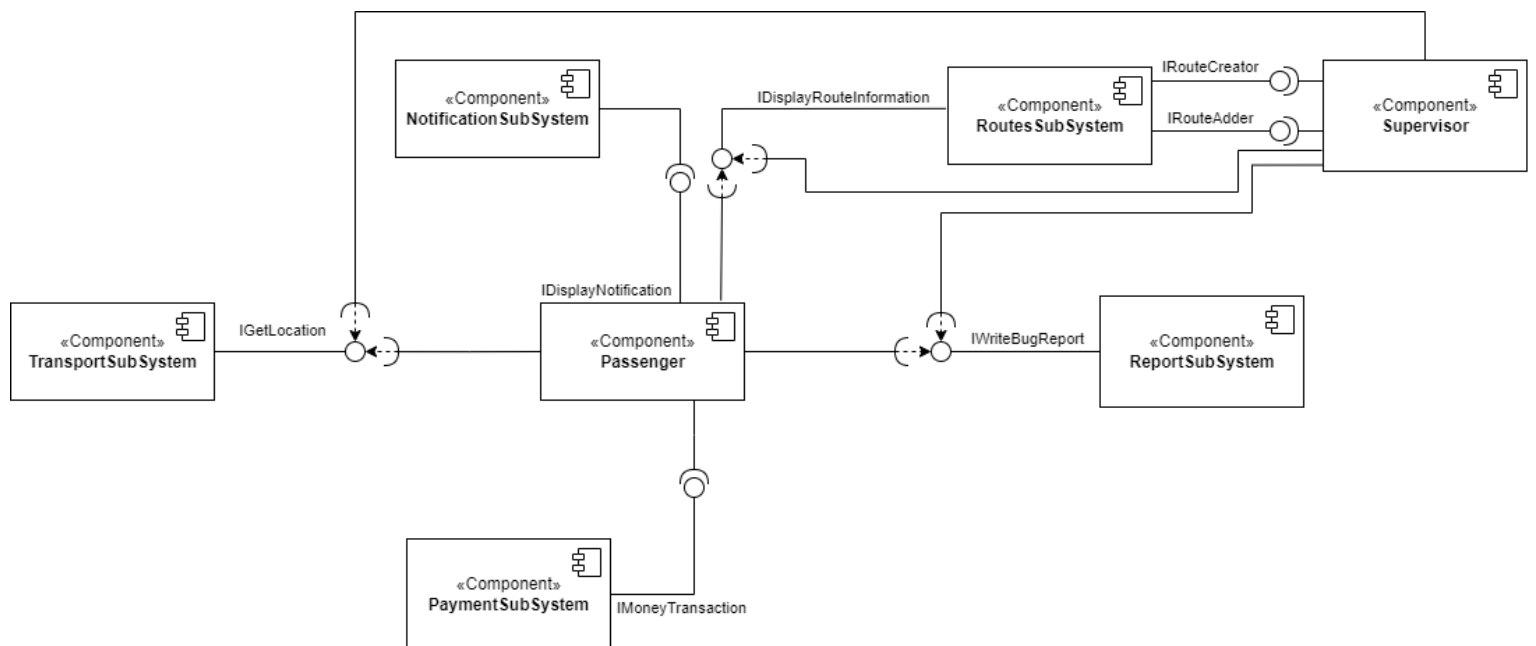 «Component»
NotificationSubSystem
IDisplayRouteInformation
«Component»
RoutesSubSystem
IRouteCreator
IRouteAdder
«Component»
Supervisor
IDisplayNotification
«Component»
TransportSubSystem
IGetLocation
«Component»
Passenger
IWriteBugReport
«Component»
ReportSubSystem
«Component»
PaymentSubSystem
IMoneyTransaction